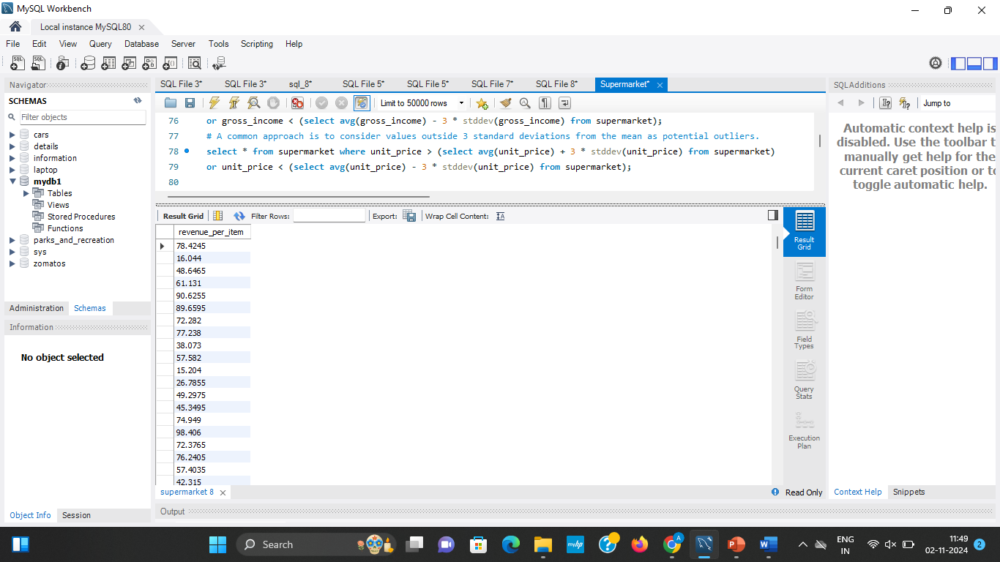 MySQL Workbench
Local instance MySQL80
File Edit View Query Database Server Tools Scripting Help
Navigator
SCHEMAS
Filter objects
cars
details
information
laptop
mydb1
Tables
Views
Stored Procedures
Functions
parks_and_recreation
sys
zomatos
Administration Schemas
Information
No object selected
Object Info Session
SQL File 3* SQL File 3* sql_8* SQL File 5* SQL File 5* SQL File 7* SQL File 8* Supermarket*
Limit to 50000 rows
76 or gross_income < (select avg(gross_income) - 3 * stddev(gross_income) from supermarket);
77 # A common approach is to consider values outside 3 standard deviations from the mean as potential outliers.
78 select * from supermarket where unit_price > (select avg(unit_price) + 3 * stddev(unit_price) from supermarket)
79 or unit_price < (select avg(unit_price) - 3 * stddev(unit_price) from supermarket);
80
Result Grid Filter Rows: Export: Wrap Cell Content:
revenue_per_item
78.4245
16.044
48.6465
61.131
90.6255
89.6595
72.282
77.238
38.073
57.582
15.204
26.7855
49.2975
45.3495
74.949
98.406
72.3765
76.2405
57.4035
42.315
Result
Grid
Form
Editor
Field
Types
Query
Stats
Execution
Plan
supermarket 8
Read Only
Output
SQLAdditions
Jump to
Automatic context help is
disabled. Use the toolbar t
manually get help for the
current caret position or to
toggle automatic help.
Context Help Snippets
Search
myhp
A
ENG
IN
11:49
02-11-2024
2